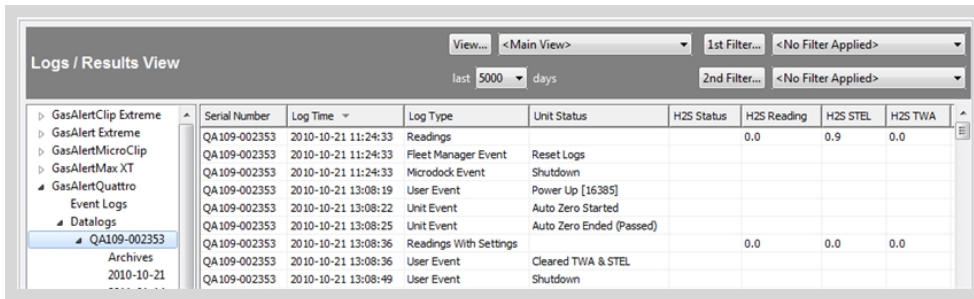 View... <Main View> 1st Filter... <No Filter Applied>
Logs / Results View
last 5000 days 2nd Filter... <No Filter Applied>
GasAlertClip Extreme
GasAlert Extreme
GasAlertMicroClip
GasAlertMax XT
GasAlertQuattro
Event Logs
Datalogs
QA109-002353
Archives
2010-10-21
Serial Number Log Time Log Type Unit Status H2S Status H2S Reading H2S STEL H2S TWA
QA109-002353 2010-10-21 11:24:33 Readings 0.0 0.9 0.0
QA109-002353 2010-10-21 11:24:33 Fleet Manager Event Reset Logs
QA109-002353 2010-10-21 11:24:33 Microdock Event Shutdown
QA109-002353 2010-10-21 13:08:19 User Event Power Up [16385]
QA109-002353 2010-10-21 13:08:22 Unit Event Auto Zero Started
QA109-002353 2010-10-21 13:08:25 Unit Event Auto Zero Ended (Passed)
QA109-002353 2010-10-21 13:08:36 Readings With Settings 0.0 0.0 0.0
QA109-002353 2010-10-21 13:08:36 User Event Cleared TWA & STEL
QA109-002353 2010-10-21 13:08:49 User Event Shutdown